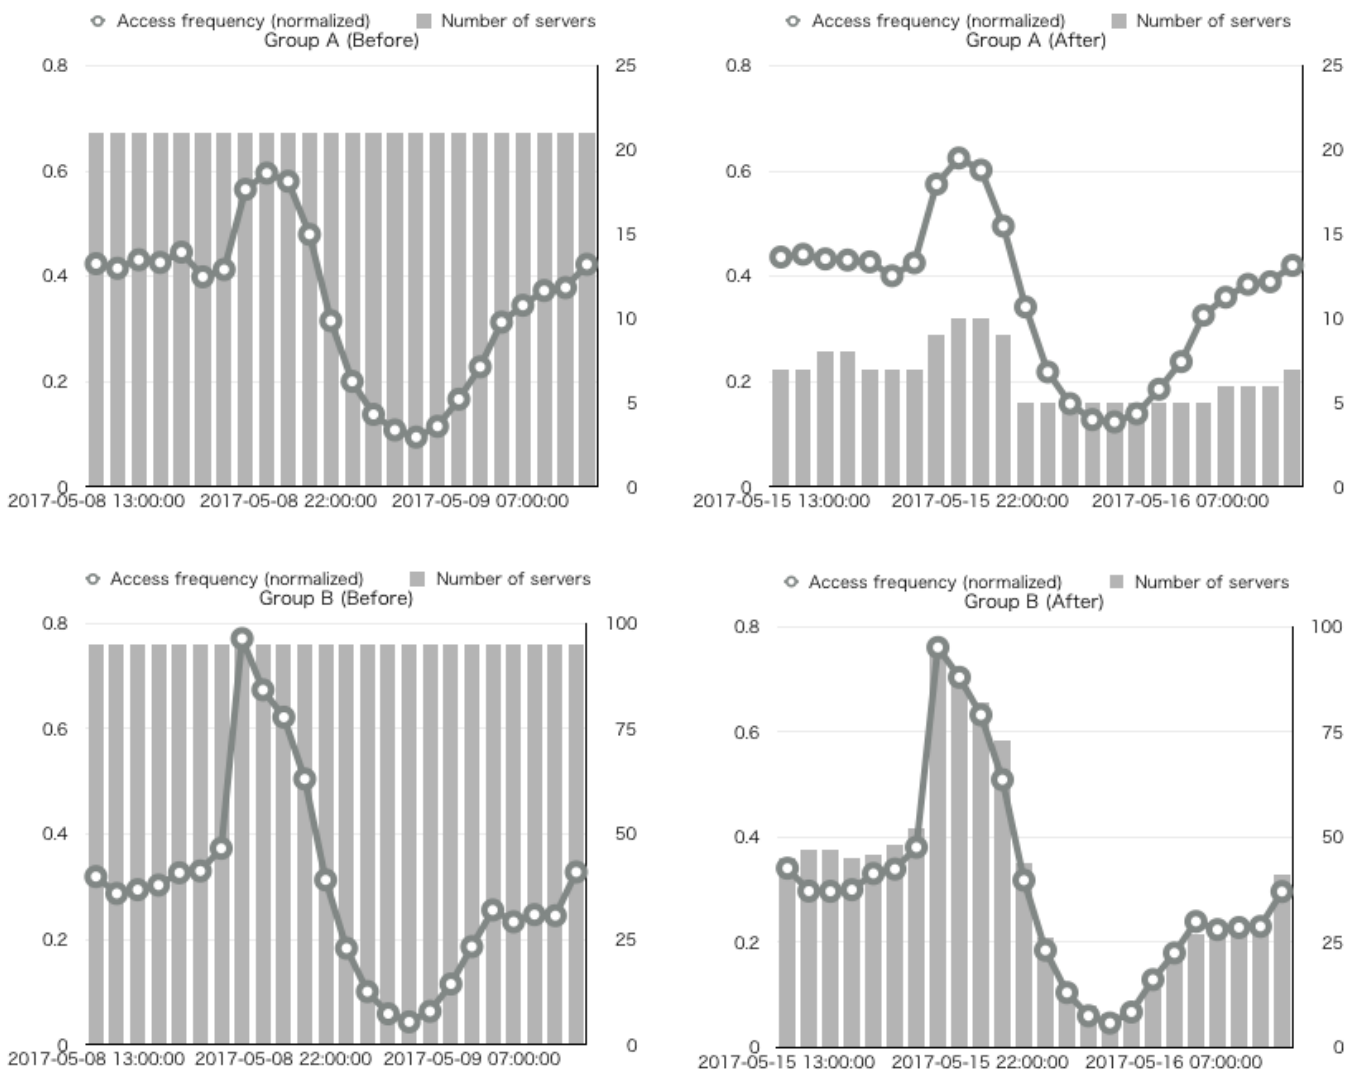 Access frequency (normalized) Number of servers
Group A (Before)
0.8 25
20
0.6
15
0.4
10
0.2
5
0 0
2017-05-08 13:00:00 2017-05-08 22:00:00 2017-05-09 07:00:00
Access frequency (normalized) Number of servers
Group A (After)
0.8 25
20
0.6
15
0.4
10
0.2
5
0 0
2017-05-15 13:00:00 2017-05-15 22:00:00 2017-05-16 07:00:00
Access frequency (normalized) Number of servers
Group B (Before)
0.8 100
0.6 75
0.4 50
0.2 25
0 0
2017-05-08 13:00:00 2017-05-08 22:00:00 2017-05-09 07:00:00
Access frequency (normalized) Number of servers
Group B (After)
0.8 100
0.6 75
0.4 50
0.2 25
0 0
2017-05-15 13:00:00 2017-05-15 22:00:00 2017-05-16 07:00:00